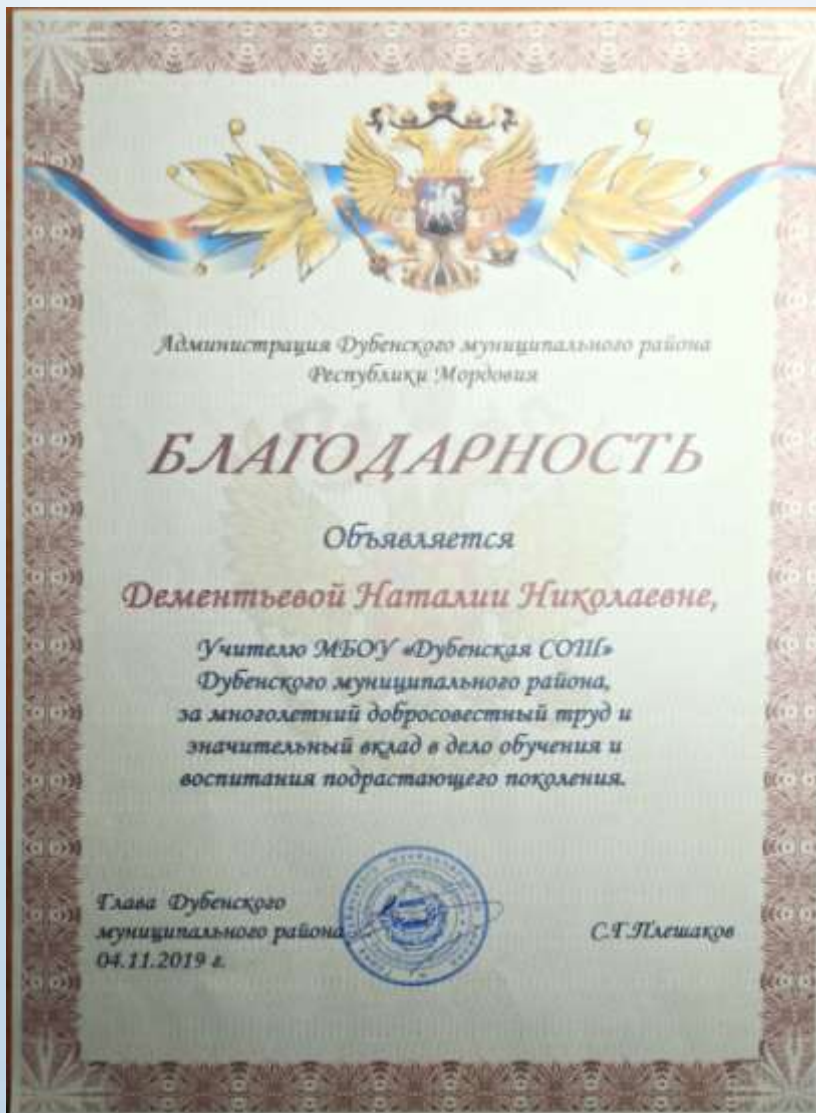 Администрация Дубенского муниципального района
Республики Мордовия
БЛАГОДАРНОСТЬ
Объявляется
Дементьевой Наталии Николаевне,
Учителю МБОУ «Дубенская СОШ»
Дубенского муниципального района,
за многолетний добросовестный труд и
значительный вклад в дело обучения и
воспитания подрастающего поколения.
Глава Дубенского
муниципального района
04.11.2019 г.
С.Г.Плешаков